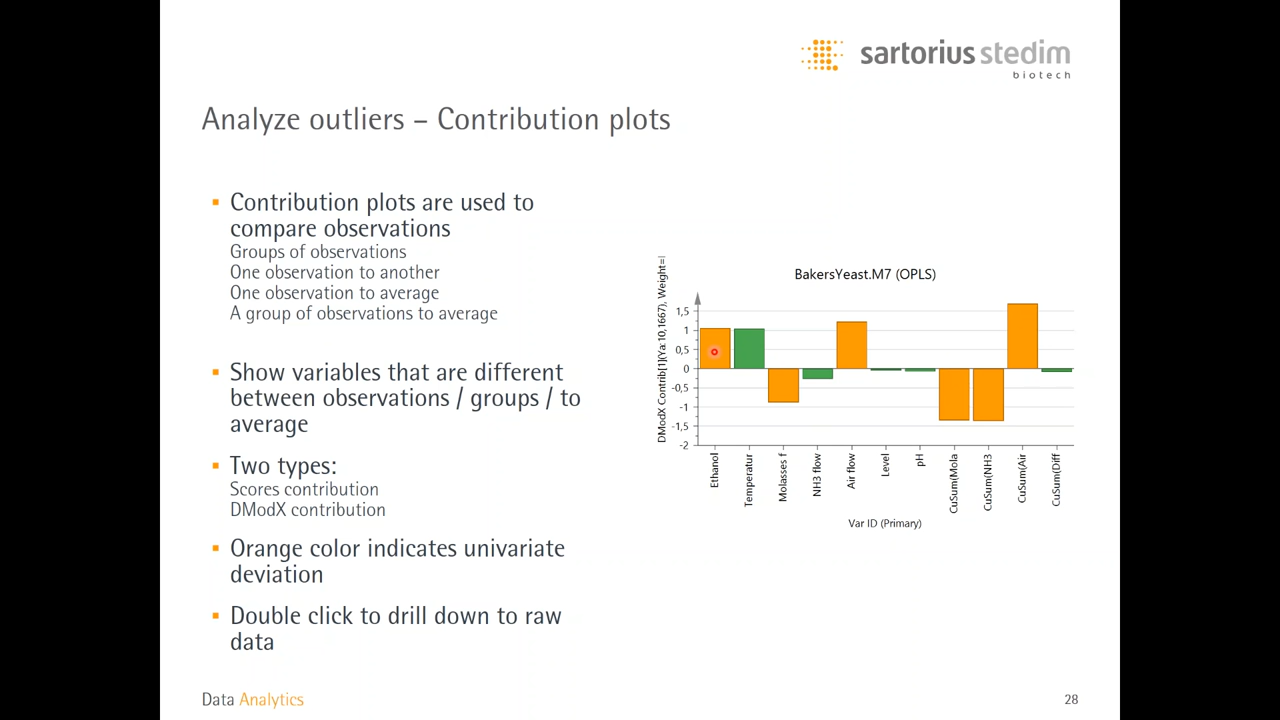 sartorius stedim
biotech
Analyze outliers – Contribution plots
▪ Contribution plots are used to
compare observations
Groups of observations
One observation to another
One observation to average
A group of observations to average
▪ Show variables that are different
between observations / groups / to
average
▪ Two types:
Scores contribution
DModX contribution
▪ Orange color indicates univariate
deviation
▪ Double click to drill down to raw
data
BakersYeast.M7 (OPLS)
DModX Contrib[1](Ya:10,1667), Weight=
1,5
1
0,5
0
-0,5
-1
-1,5
-2
Ethanol
Temperatur
Molasses f
NH3 flow
Air flow
Level
pH
CuSum(Mola
CuSum(NH3
CuSum(Air
CuSum(Diff
Var ID (Primary)
Data Analytics
28